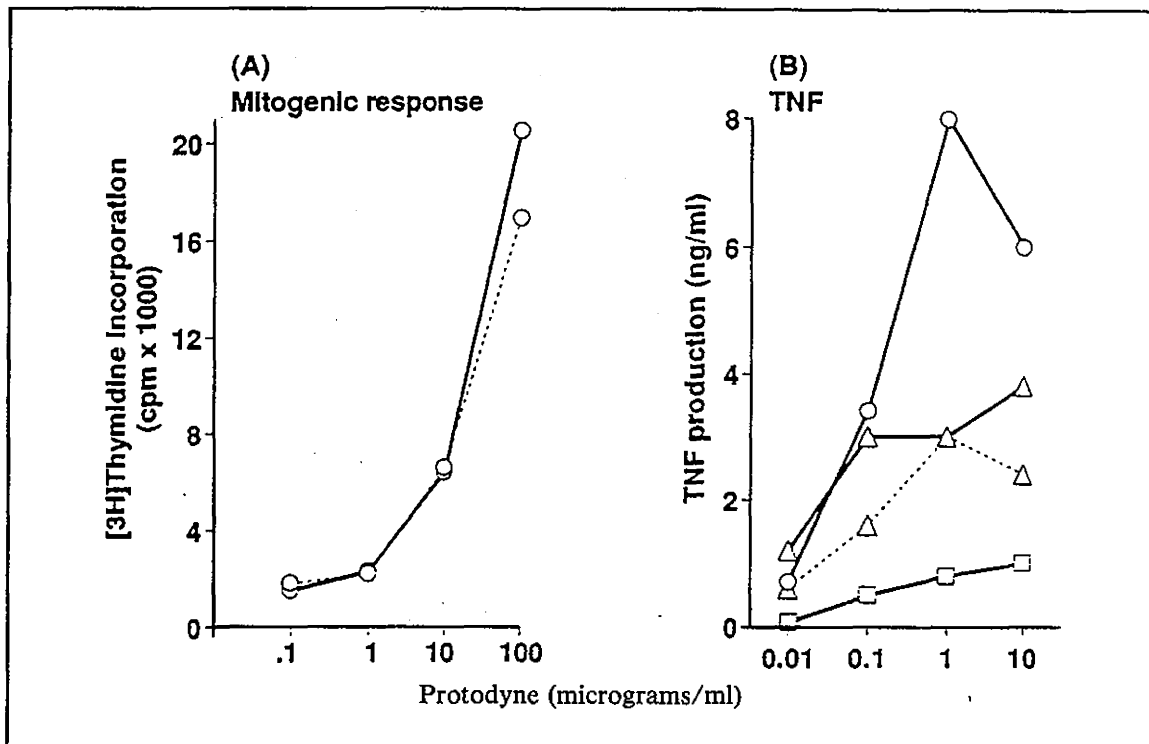 (A)
Mitogenic response
[3H]Thymidine Incorporation
(cpm x 1000)
20
16
12
8
4
0
.1 1 10 100
(B)
TNF
TNF production (ng/ml)
8
6
4
2
0
0.01 0.1 1 10
Protodyne (micrograms/ml)